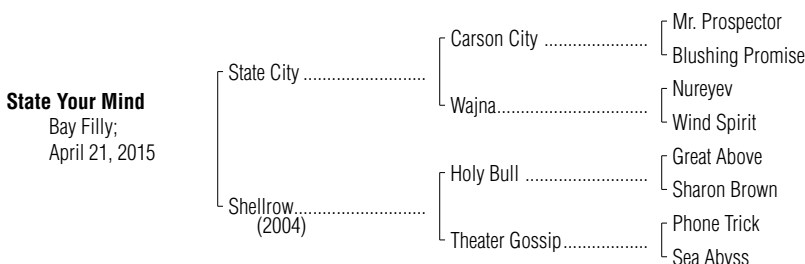 Mr. Prospector
Carson City ......................
Blushing Promise
State City ..........................
Nureyev
State Your Mind
Wajna................................
Bay Filly;
Wind Spirit
April 21, 2015
Great Above
Holy Bull ..........................
Sharon Brown
Shellrow............................
(2004)
Phone Trick
Theater Gossip..................
Sea Abyss